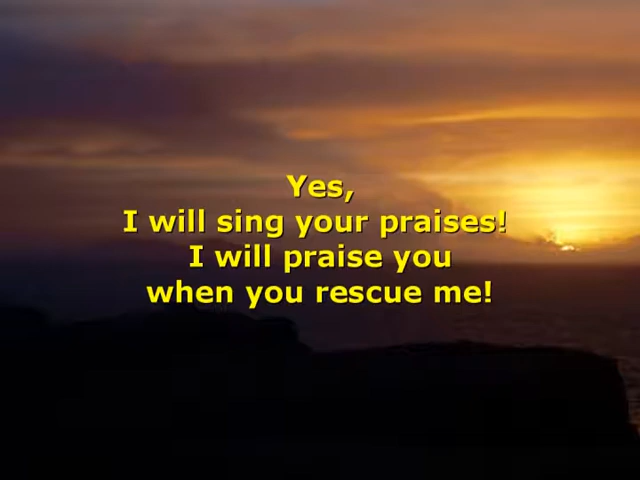 Yes,
I will sing your praises!
I will praise you
when you rescue me!